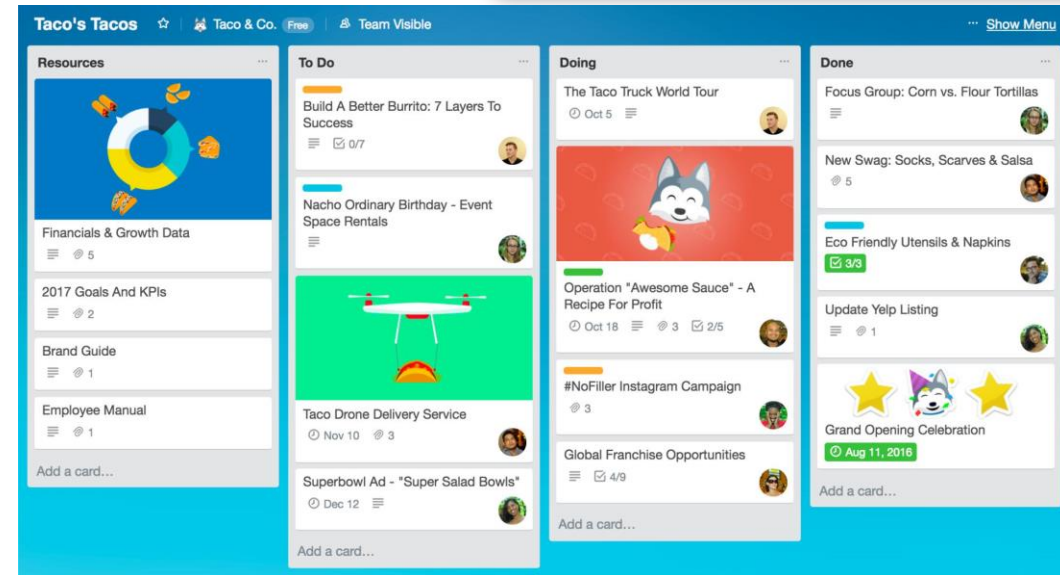 Taco's Tacos Taco & Co. Free Team Visible ... Show Menu
Resources ...
Financials & Growth Data
5
2017 Goals And KPIs
2
Brand Guide
1
Employee Manual
1
Add a card...
To Do ...
Build A Better Burrito: 7 Layers To
Success
0/7
Nacho Ordinary Birthday - Event
Space Rentals
Taco Drone Delivery Service
Nov 10 3
Superbowl Ad - "Super Salad Bowls"
Dec 12
Add a card...
Doing ...
The Taco Truck World Tour
Oct 5
Operation "Awesome Sauce" - A
Recipe For Profit
Oct 18 3 2/5
#NoFiller Instagram Campaign
3
Global Franchise Opportunities
4/9
Add a card...
Done ...
Focus Group: Corn vs. Flour Tortillas
New Swag: Socks, Scarves & Salsa
5
Eco Friendly Utensils & Napkins
3/3
Update Yelp Listing
1
Grand Opening Celebration
Aug 11, 2016
Add a card...